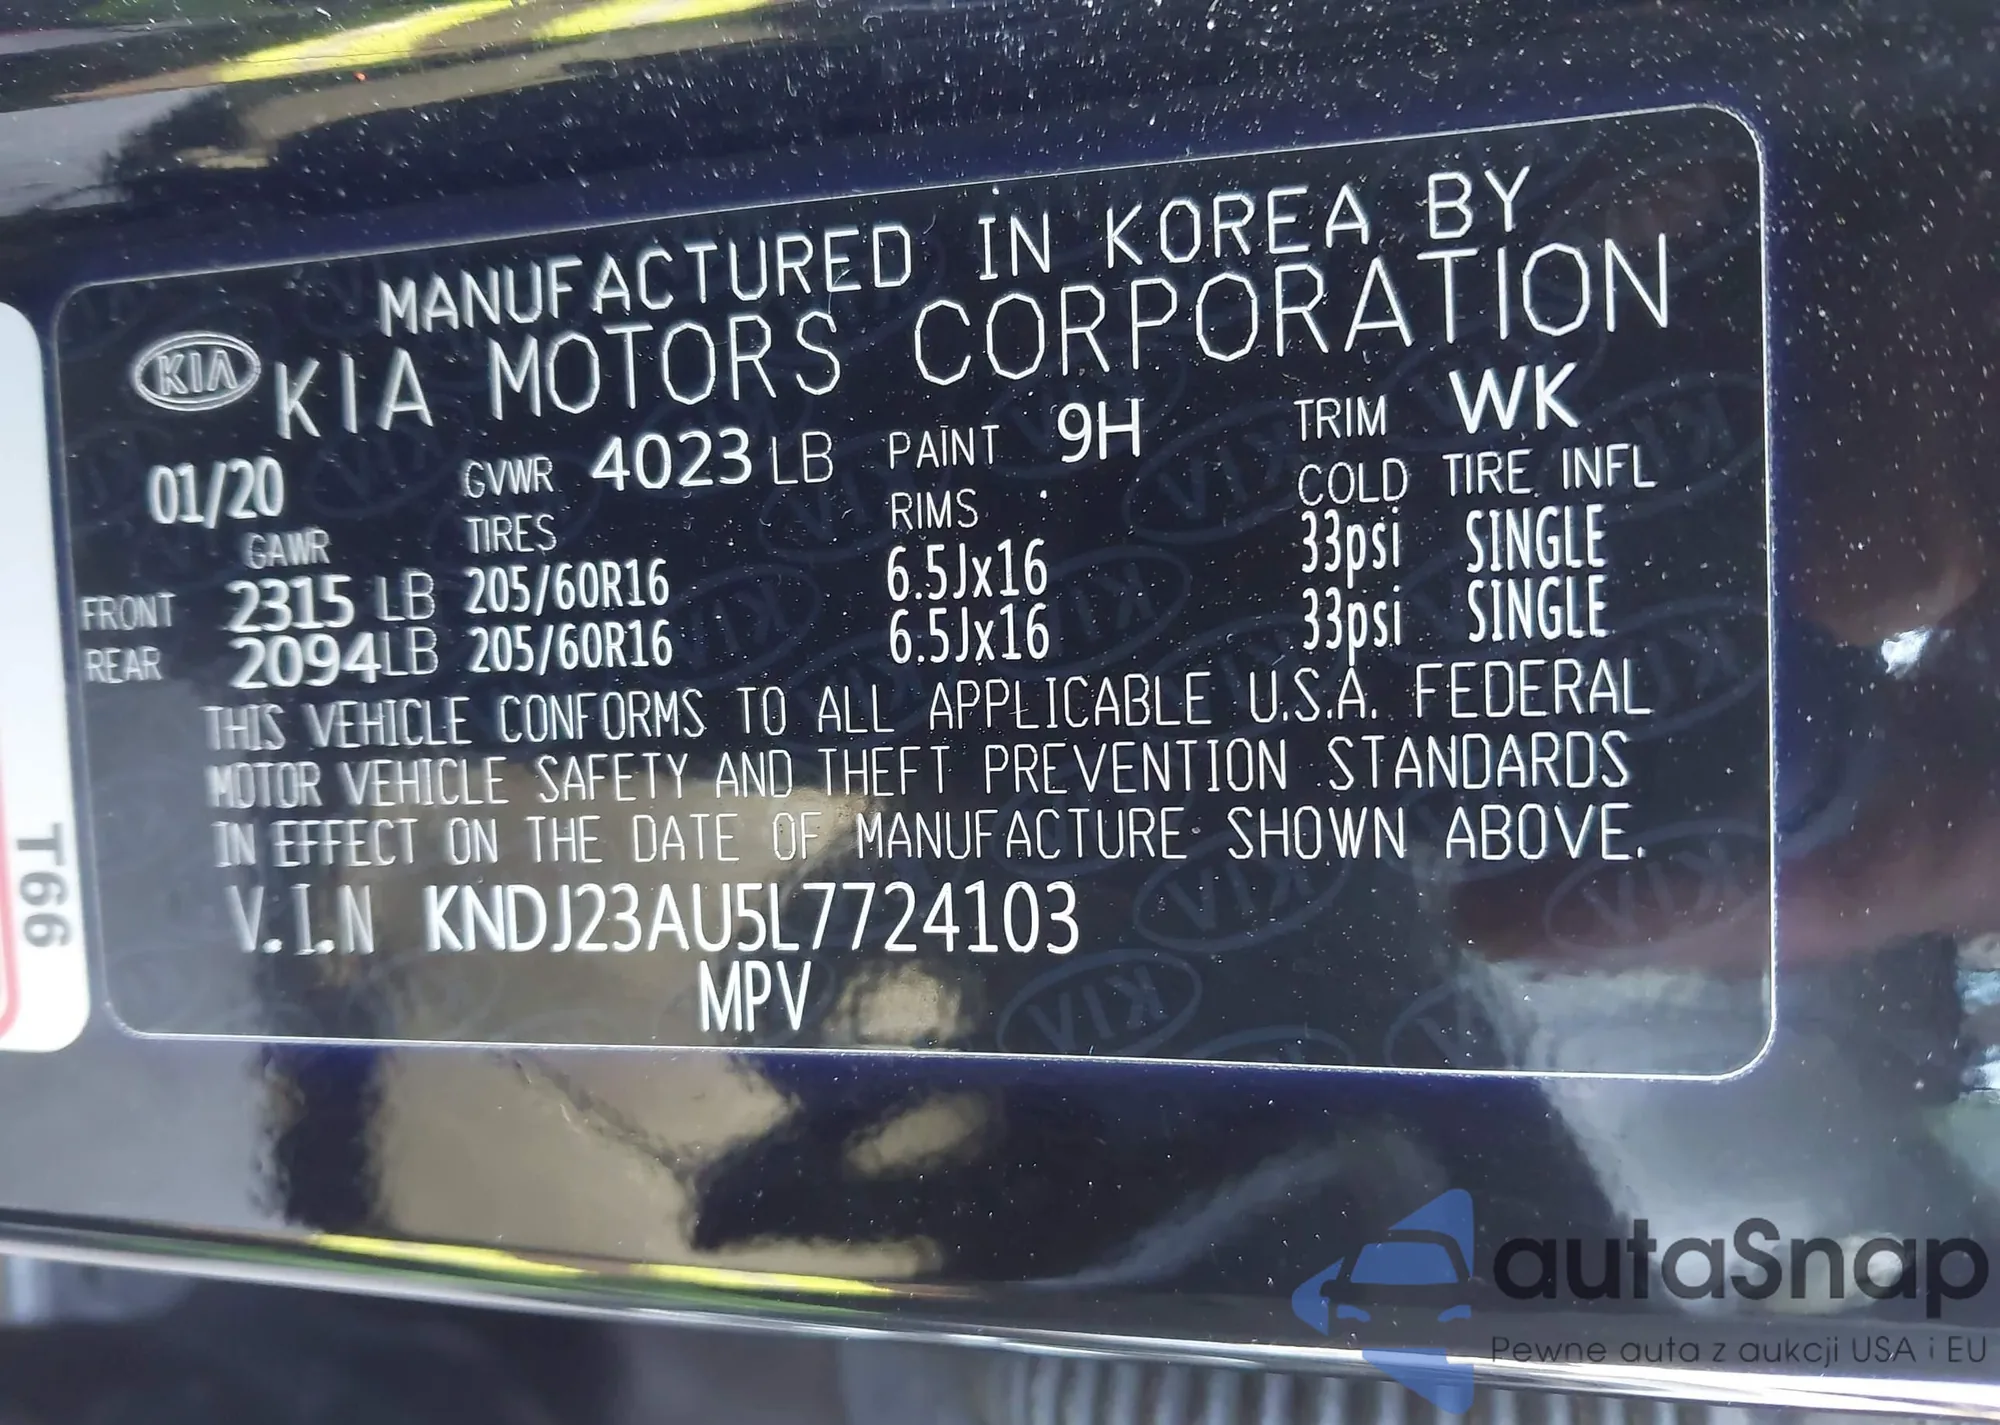 MANUFACTURED IN KOREA BY
KIA KIA MOTORS CORPORATION
01/20 GVWR 4023 LB PAINT 9H TRIM WK
GAWR TIRES RIMS COLD TIRE INFL
FRONT 2315 LB 205/60R16 6.5Jx16 33psi SINGLE
REAR 2094LB 205/60R16 6.5Jx16 33psi SINGLE
THIS VEHICLE CONFORMS TO ALL APPLICABLE U.S.A. FEDERAL
MOTOR VEHICLE SAFETY AND THEFT PREVENTION STANDARDS
IN EFFECT ON THE DATE OF MANUFACTURE SHOWN ABOVE.
V.I.N KNDJ23AU5L7724103
MPV
T66
autaSnap
Pewne auta z aukcji USA i EU